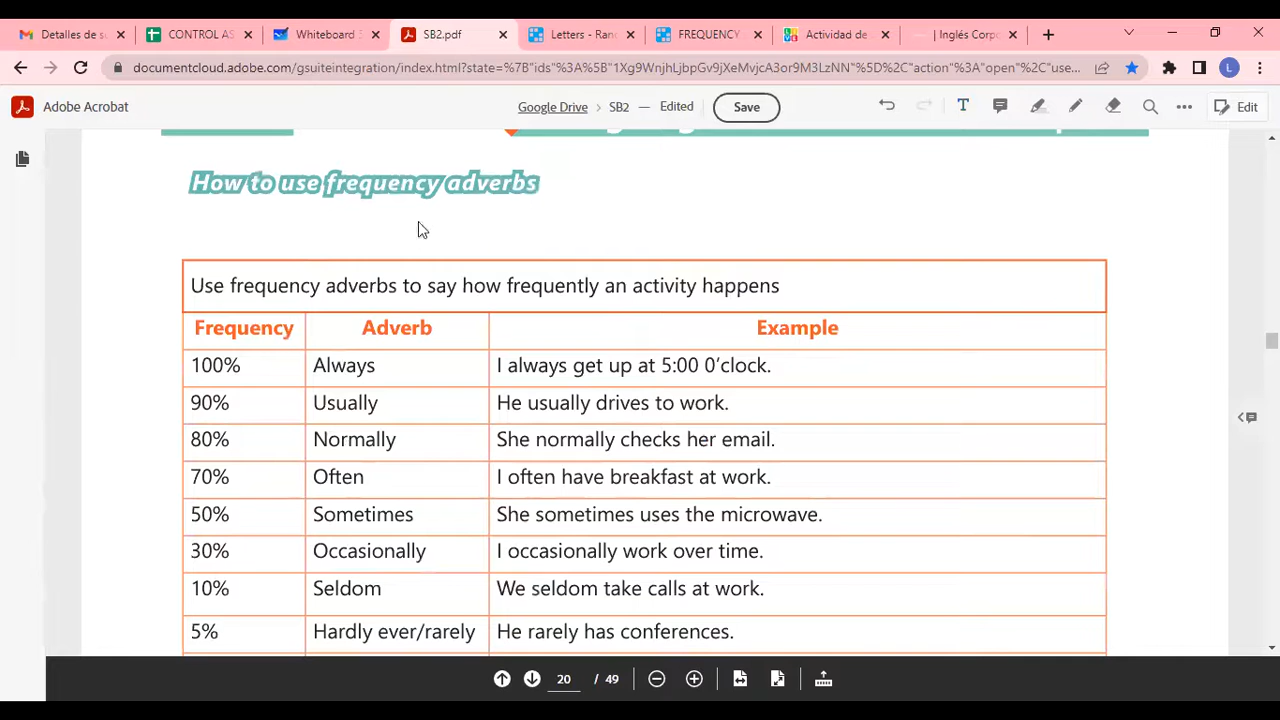 Detalles de su
CONTROL AS
Whiteboard
SB2.pdf
Letters - Ran
FREQUENCY
Actividad de
| Inglés Corpo
documentcloud.adobe.com/gsuiteintegration/index.html?state=%7B"ids"%3A%5B"1Xg9WnjhLjbpGv9jXeMvjcA3or9M3LzNN"%5D%2C"action"%3A"open"%2C"use...
L
Adobe Acrobat
Google Drive > SB2 — Edited
Save
Edit
How to use frequency adverbs
Use frequency adverbs to say how frequently an activity happens
Frequency Adverb Example
100% Always I always get up at 5:00 0’clock.
90% Usually He usually drives to work.
80% Normally She normally checks her email.
70% Often I often have breakfast at work.
50% Sometimes She sometimes uses the microwave.
30% Occasionally I occasionally work over time.
10% Seldom We seldom take calls at work.
5% Hardly ever/rarely He rarely has conferences.
20 / 49